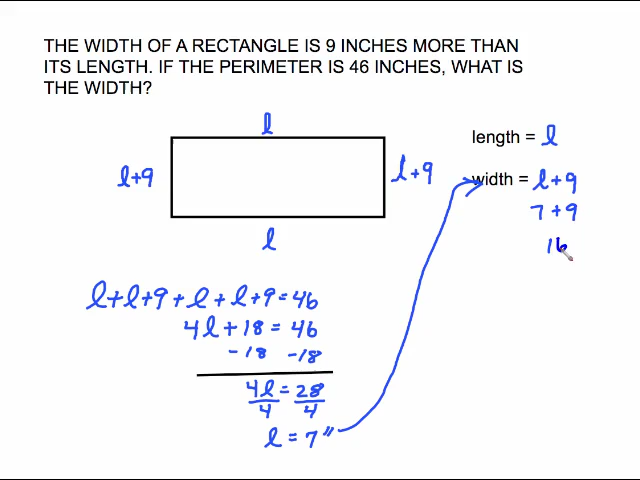 THE WIDTH OF A RECTANGLE IS 9 INCHES MORE THAN
ITS LENGTH. IF THE PERIMETER IS 46 INCHES, WHAT IS
THE WIDTH?
l
length = l
l+9
l+9
width = l+9
7+9
16
l
l+l+9+l+l+9=46
4l+18=46
-18 -18
4l=28
4 4
l=7"